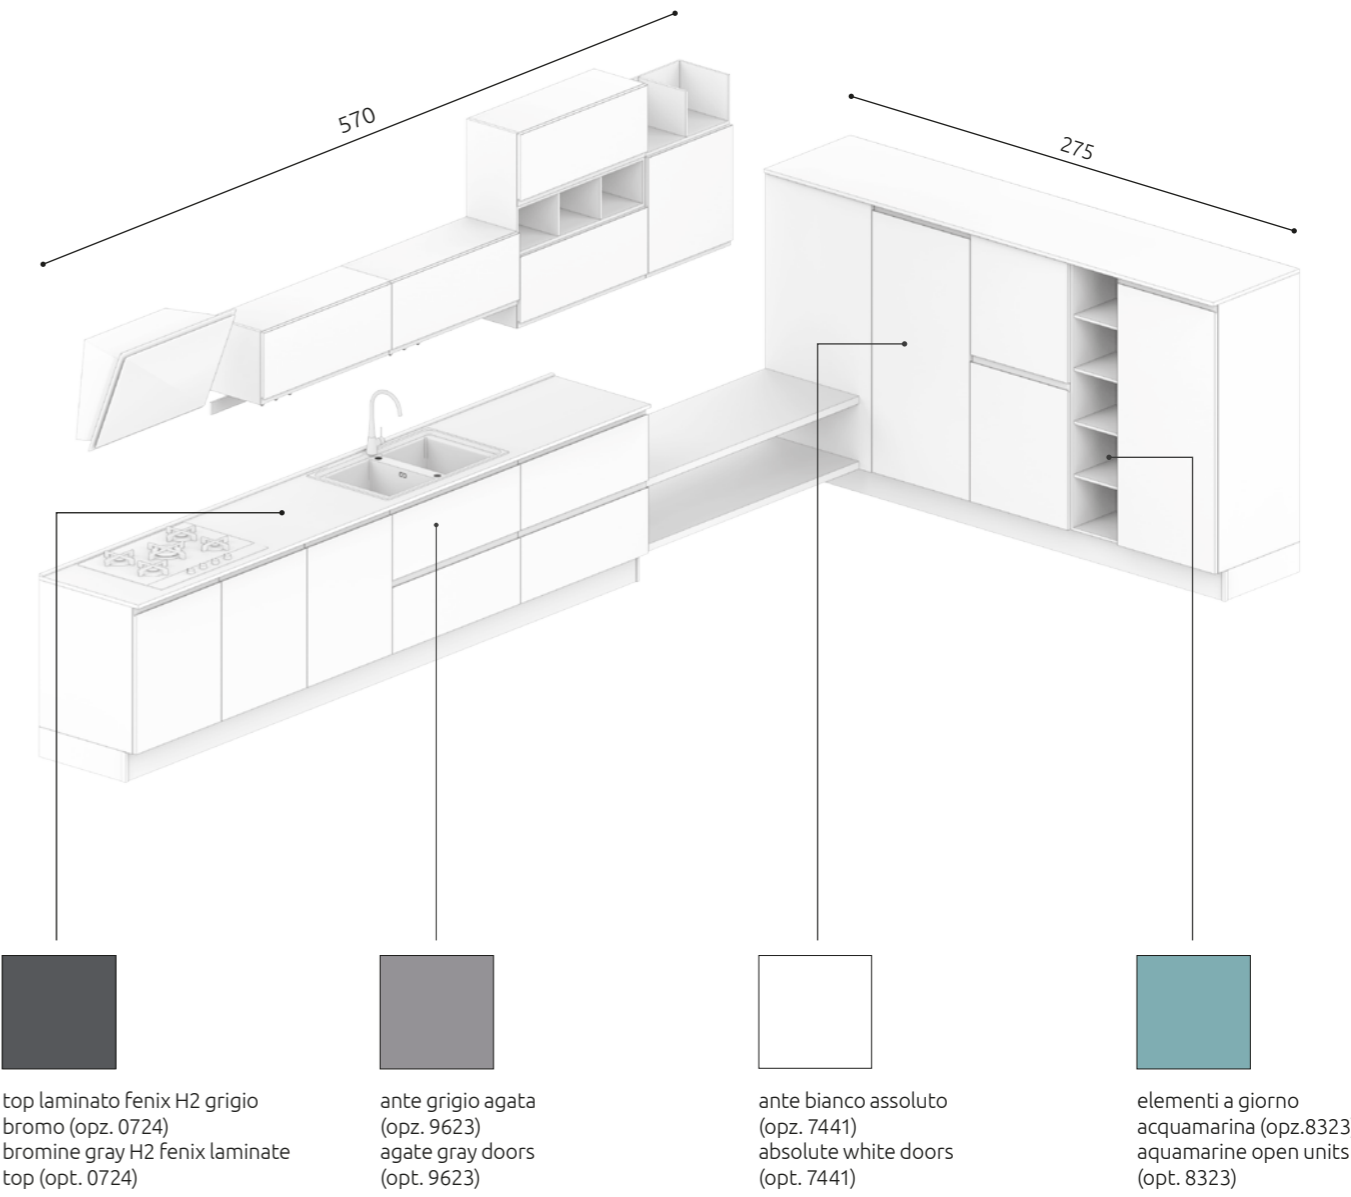 570
275
top laminato fenix H2 grigio
bromo (opz. 0724)
bromine gray H2 fenix laminate
top (opt. 0724)
ante grigio agata
(opz. 9623)
agate gray doors
(opt. 9623)
ante bianco assoluto
(opz. 7441)
absolute white doors
(opt. 7441)
elementi a giorno
acquamarina (opz.8323
aquamarine open units
(opt. 8323)